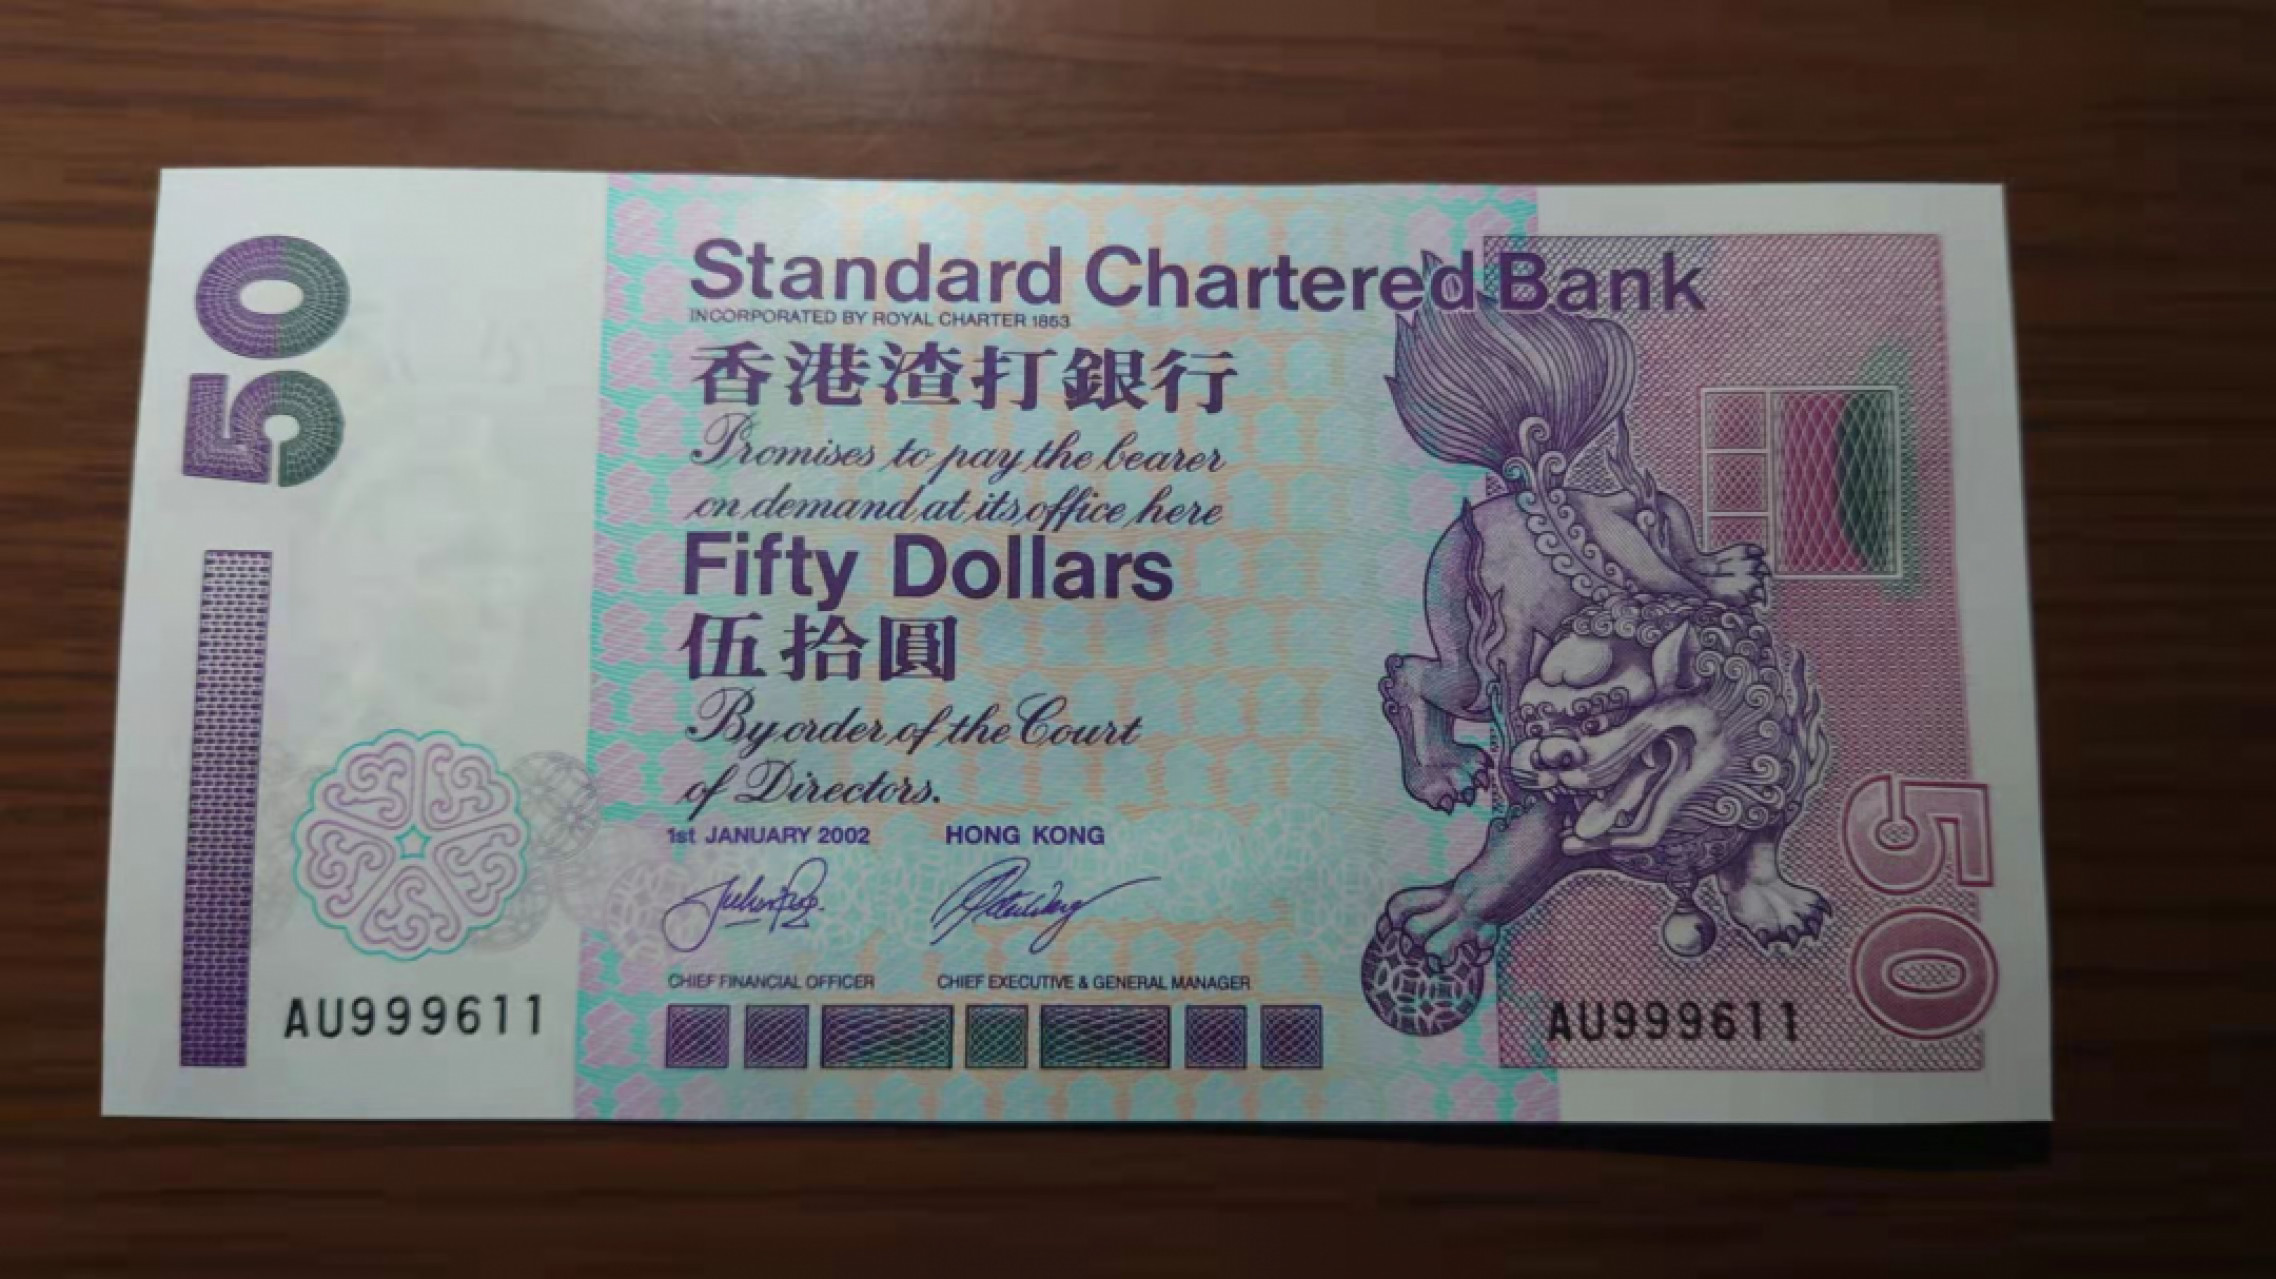 50
Standard Chartered Bank
INCORPORATED BY ROYAL CHARTER 1853
香港渣打銀行
Promises to pay the bearer
on demand at its office here
Fifty Dollars
伍拾圓
By order of the Court
of Directors.
1st JANUARY 2002 HONG KONG
CHIEF FINANCIAL OFFICER CHIEF EXECUTIVE & GENERAL MANAGER
AU999611
AU999611
50